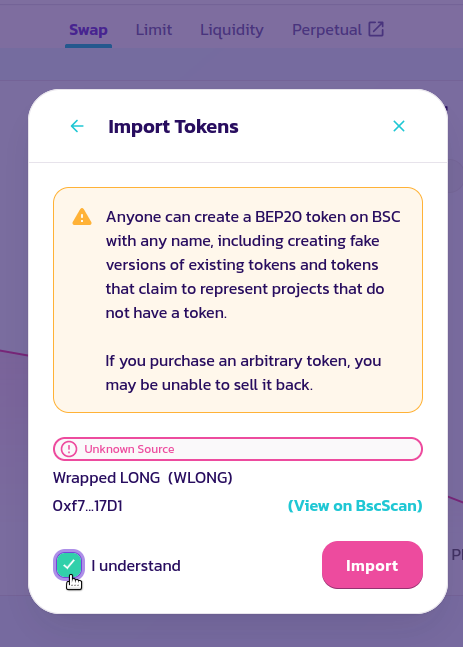 Swap Limit Liquidity Perpetual
Import Tokens
Anyone can create a BEP20 token on BSC
with any name, including creating fake
versions of existing tokens and tokens
that claim to represent projects that do
not have a token.
If you purchase an arbitrary token, you
may be unable to sell it back.
Unknown Source
Wrapped LONG (WLONG)
0xf7...17D1 (View on BscScan)
I understand Import